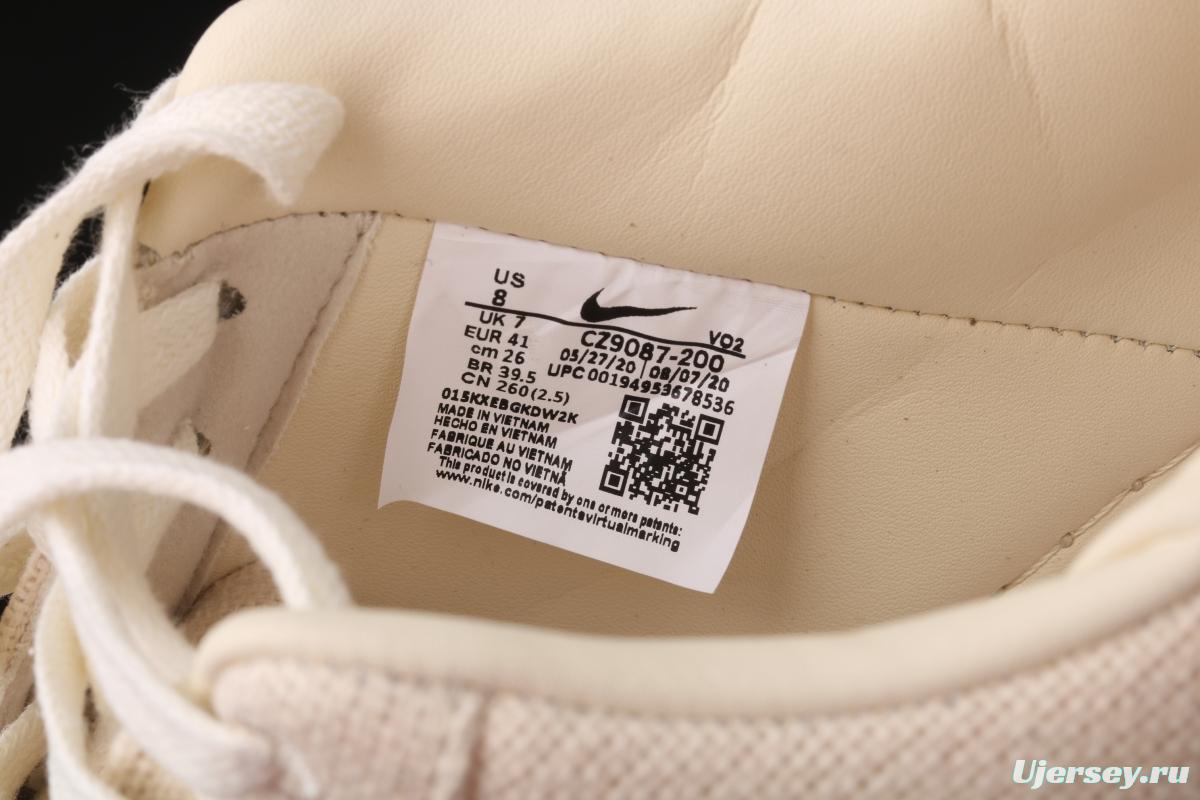 US
8
UK 7
EUR 41
cm 26
BR 39.5
CN 260(2.5)
VO2
CZ9087-200
05/27/20 | 08/07/20
UPC 00194953678536
015KXEBGKDW2K
MADE IN VIETNAM
HECHO EN VIETNAM
FABRIQUE AU VIETNAM
FABRICADO NO VIETNÃ
This product is covered by one or more patents:
www.nike.com/patentsvirtualmarking
Ujersey.ru